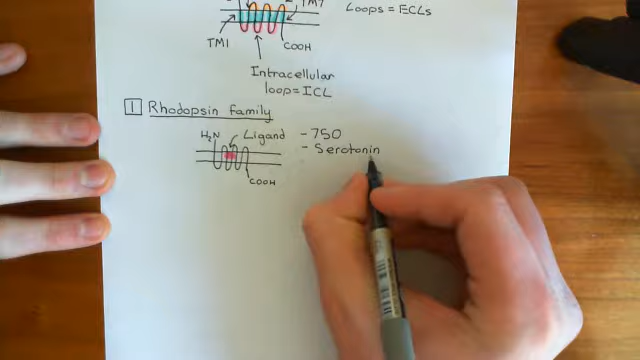 TM7
Loops = ECLs
TM1
COOH
Intracellular
loop = ICL
1 Rhodopsin family
H₂N
Ligand
- 750
- Serotonin
COOH